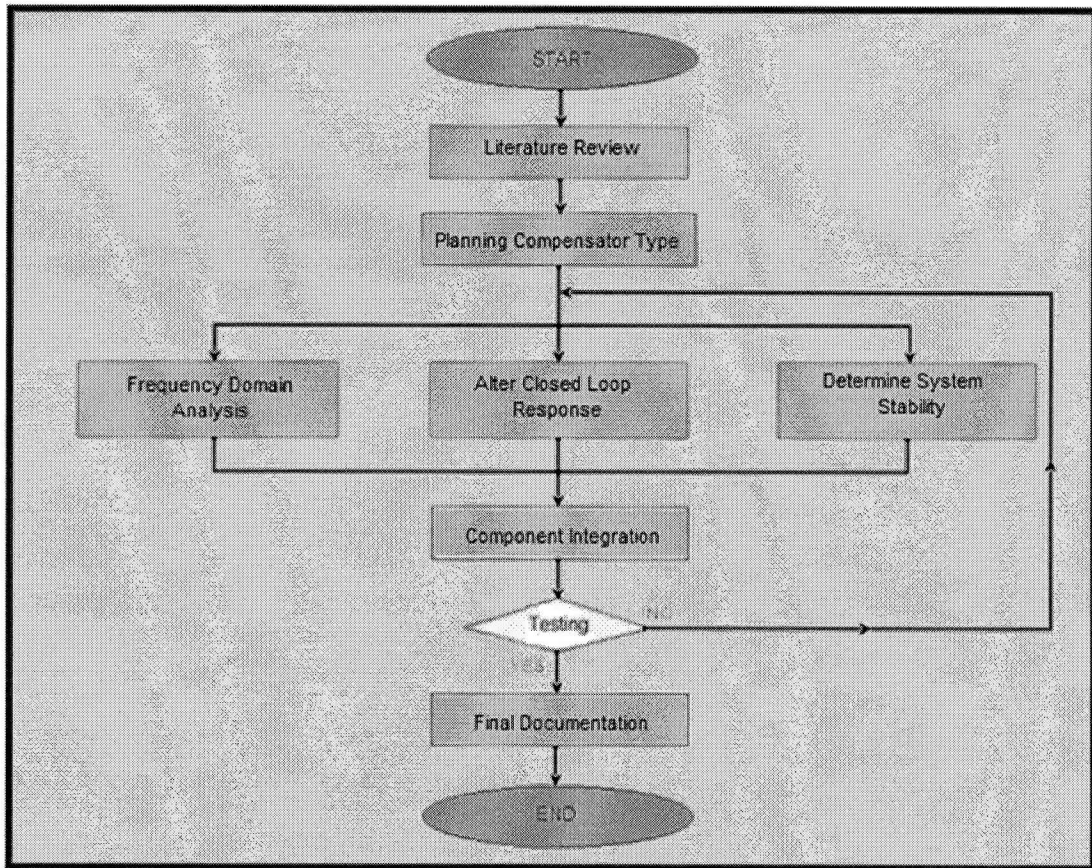 START
Literature Review
Planning Compensator Type
Frequency Domain
Analysis
Alter Closed Loop
Response
Determine System
Stability
Component Integration
Testing
NO
YES
Final Documentation
END